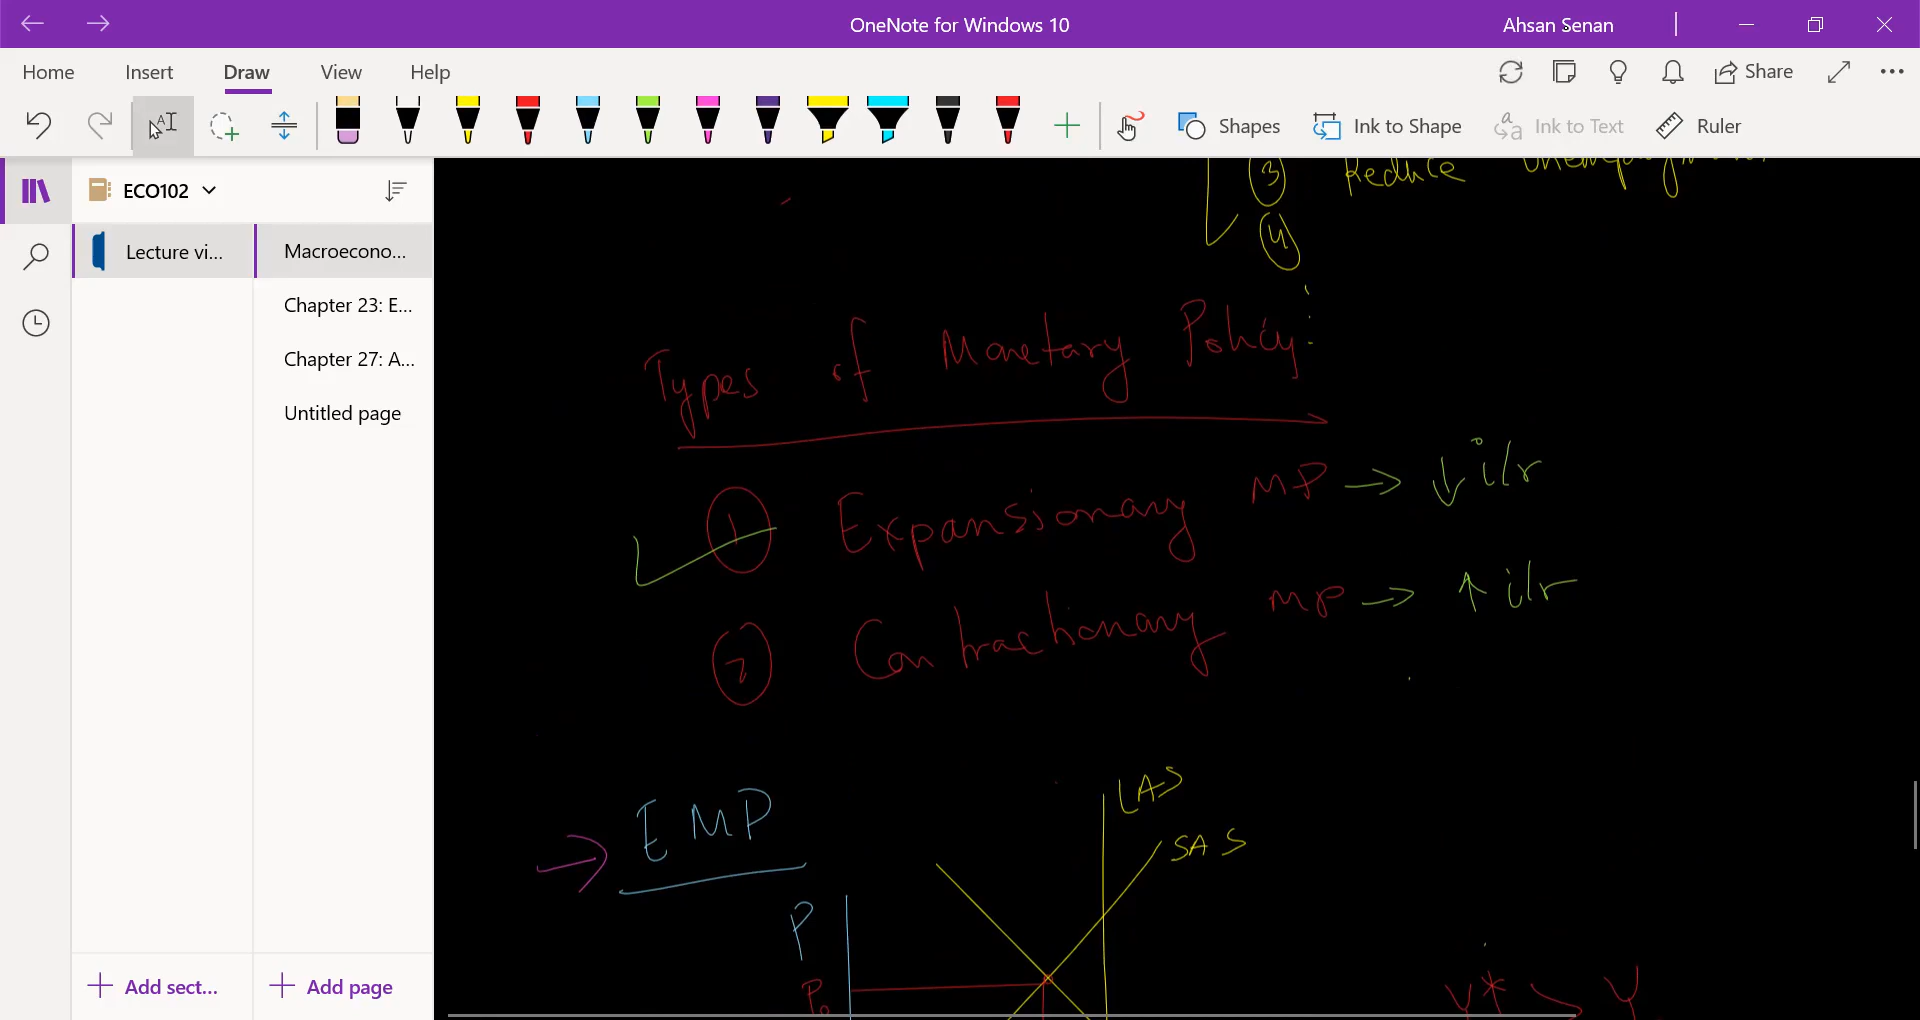 OneNote for Windows 10
Ahsan Senan
Home Insert Draw View Help
Share
Shapes Ink to Shape Ink to Text Ruler
ECO102
Lecture vi...
Macroecono...
Chapter 23: E...
Chapter 27: A...
Untitled page
Add sect...
Add page
3 Reduce
4
Types of Monetary Policy:
1 Expansionary MP → ↓ i/r
2 Contractionary MP → ↑ i/r
EMP
LAS
SAS
P
P₀
Y* > Y